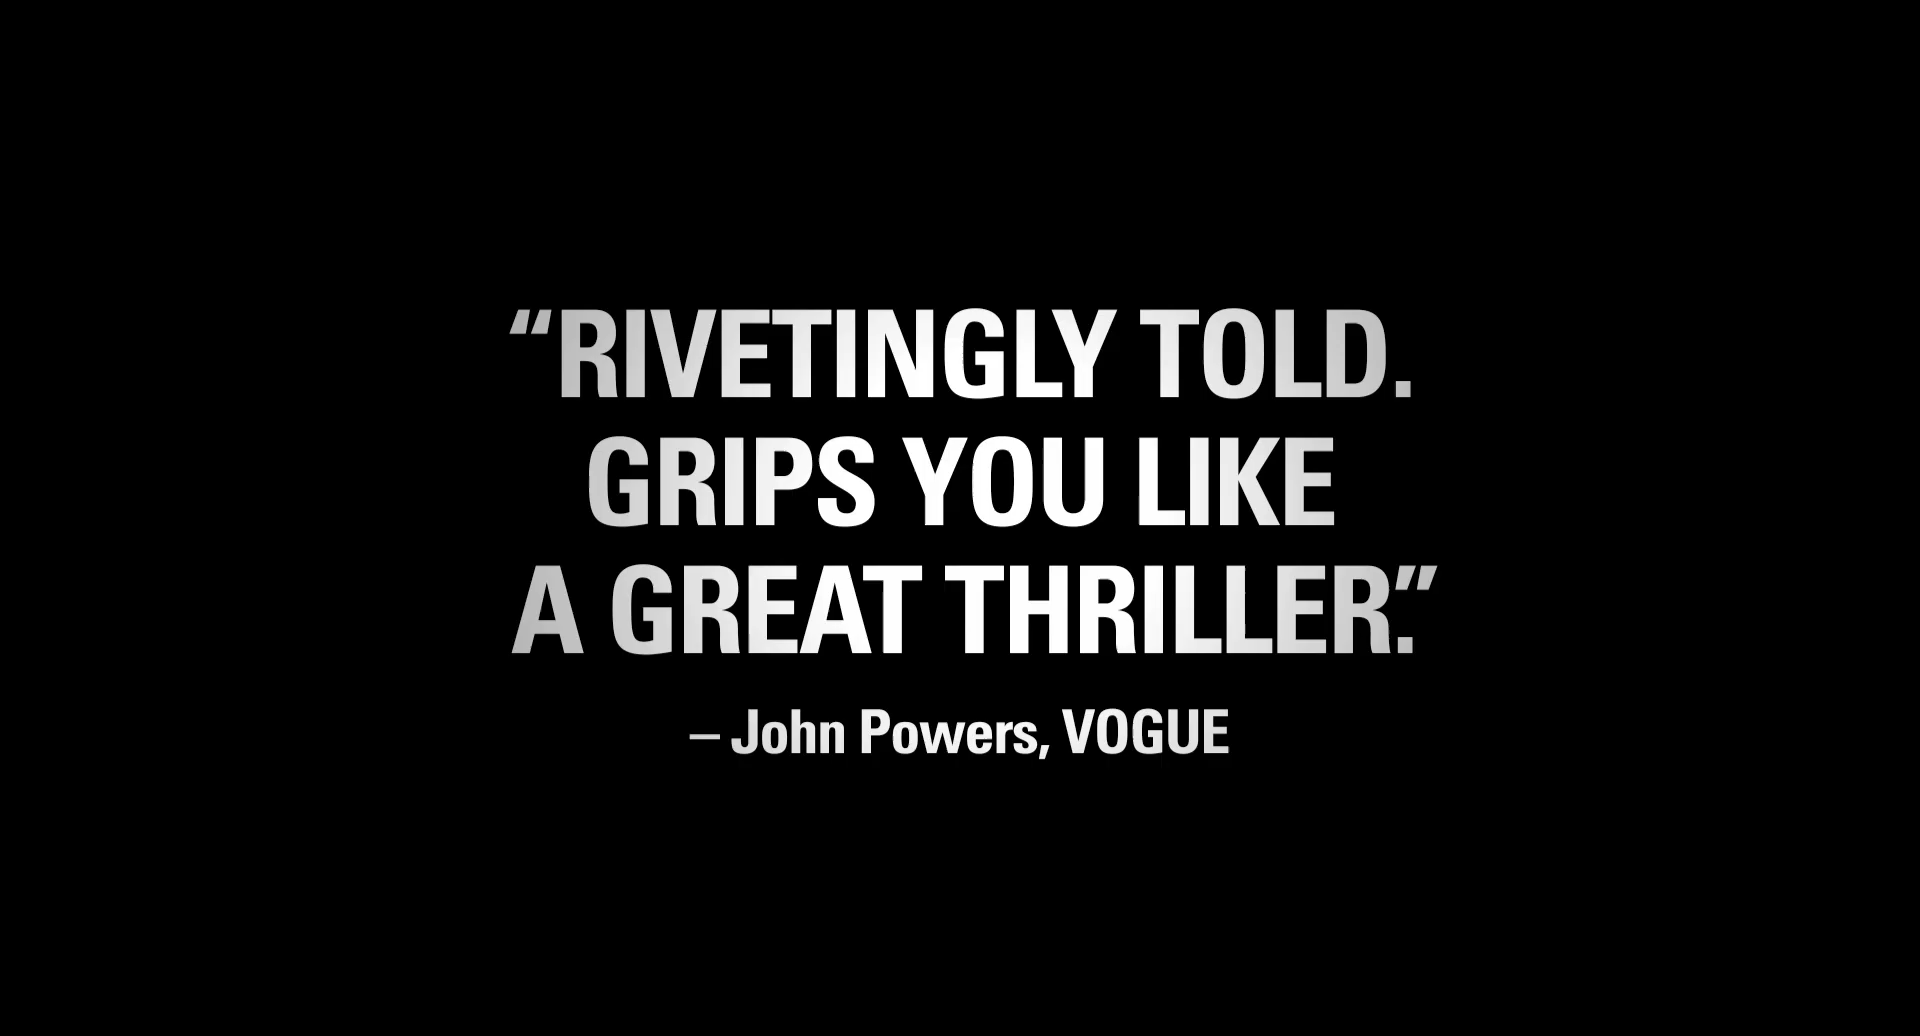 “RIVETINGLY TOLD.
GRIPS YOU LIKE
A GREAT THRILLER.”
– John Powers, VOGUE